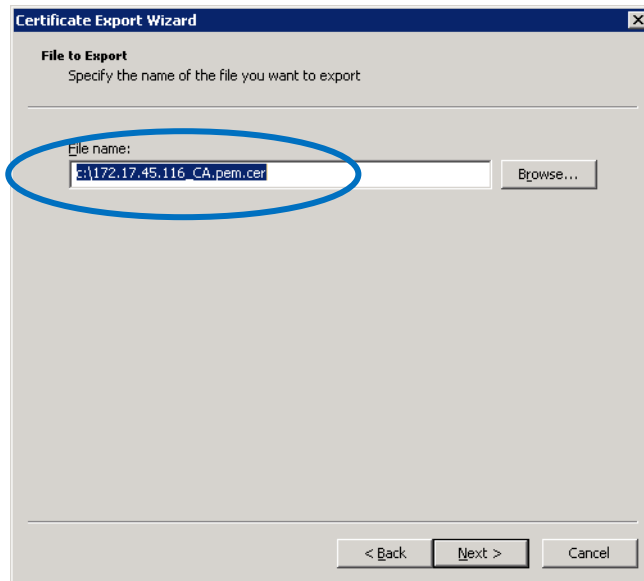 Certificate Export Wizard
File to Export
Specify the name of the file you want to export
File name:
c:\172.17.45.116_CA.pem.cer
Browse...
< Back
Next >
Cancel